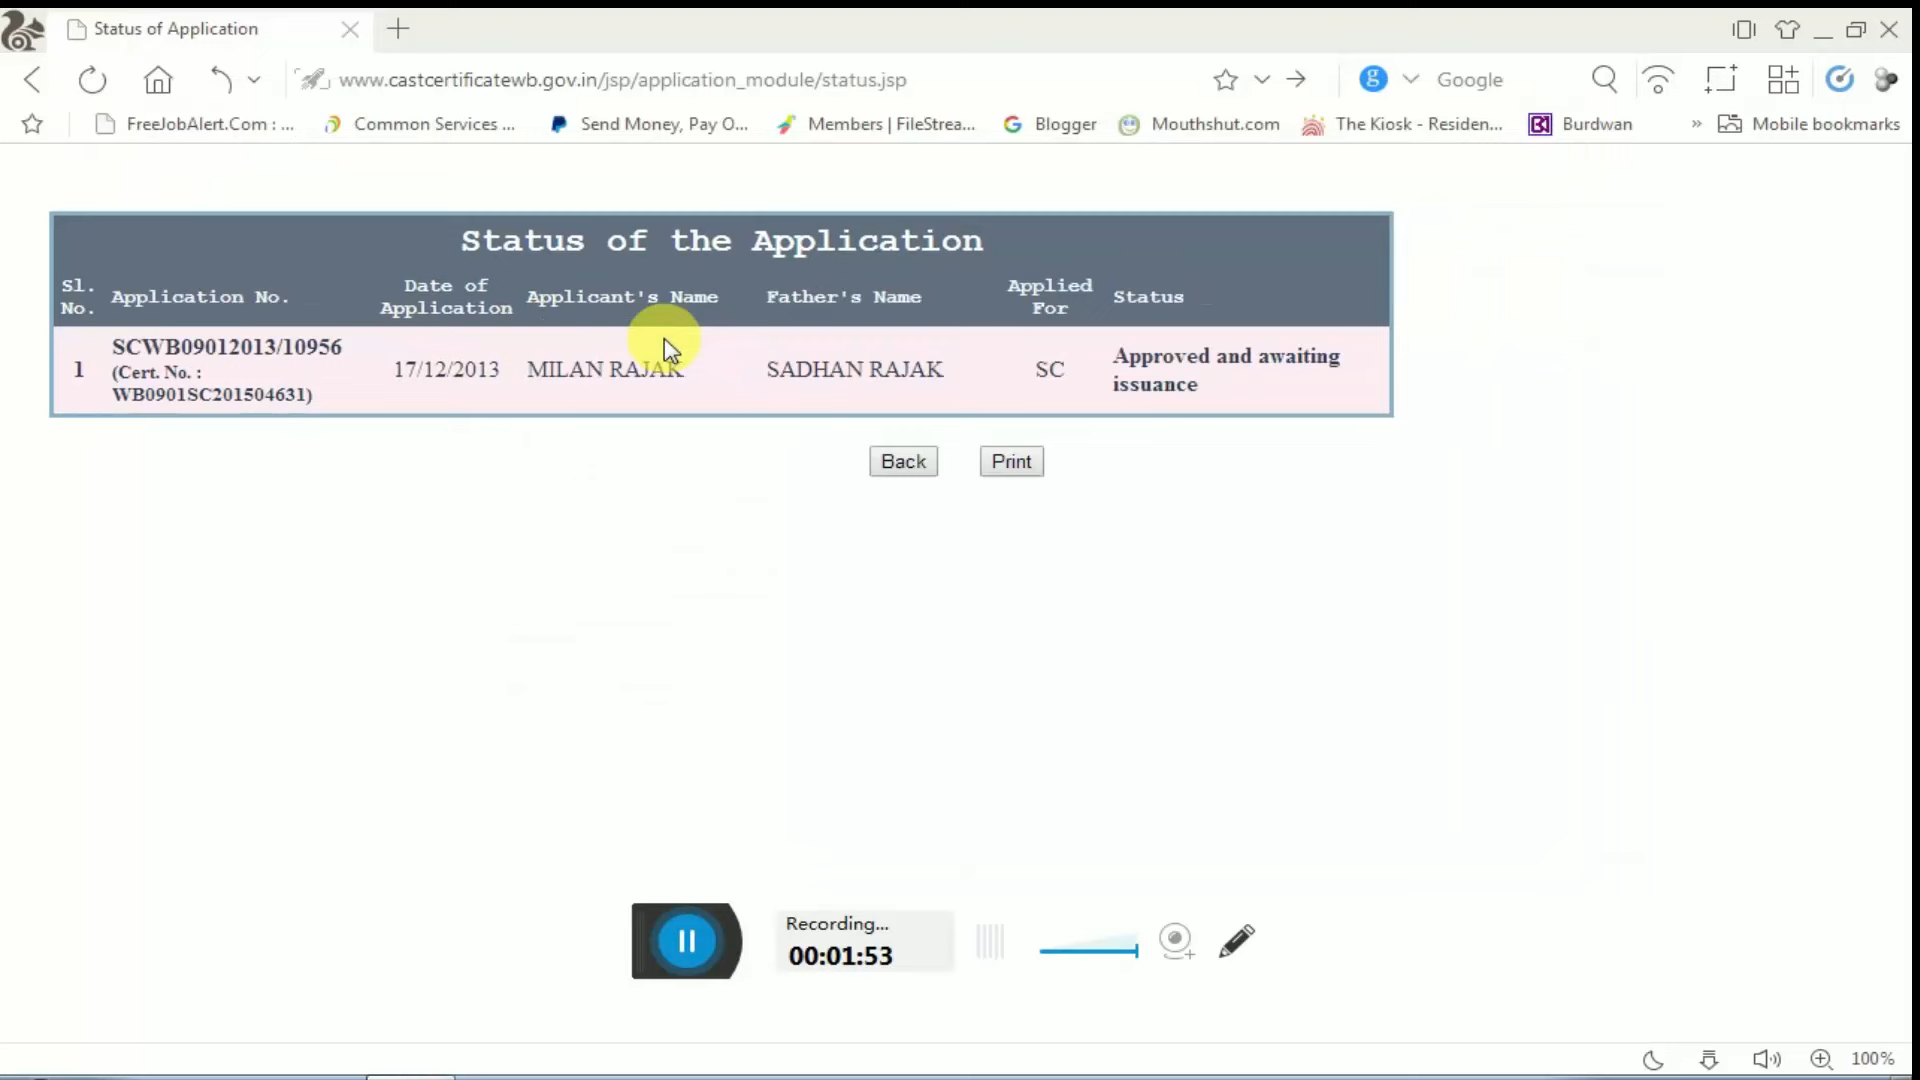 Status of Application
www.castcertificatewb.gov.in/jsp/application_module/status.jsp
Google
FreeJobAlert.Com : ...
Common Services ...
Send Money, Pay O...
Members | FileStrea...
Blogger
Mouthshut.com
The Kiosk - Residen...
Burdwan
»
Mobile bookmarks
Status of the Application
Sl. No.
Application No.
Date of Application
Applicant's Name
Father's Name
Applied For
Status
1
SCWB09012013/10956
(Cert. No. :
WB0901SC201504631)
17/12/2013
MILAN RAJAK
SADHAN RAJAK
SC
Approved and awaiting
issuance
Back
Print
Recording...
00:01:53
100%